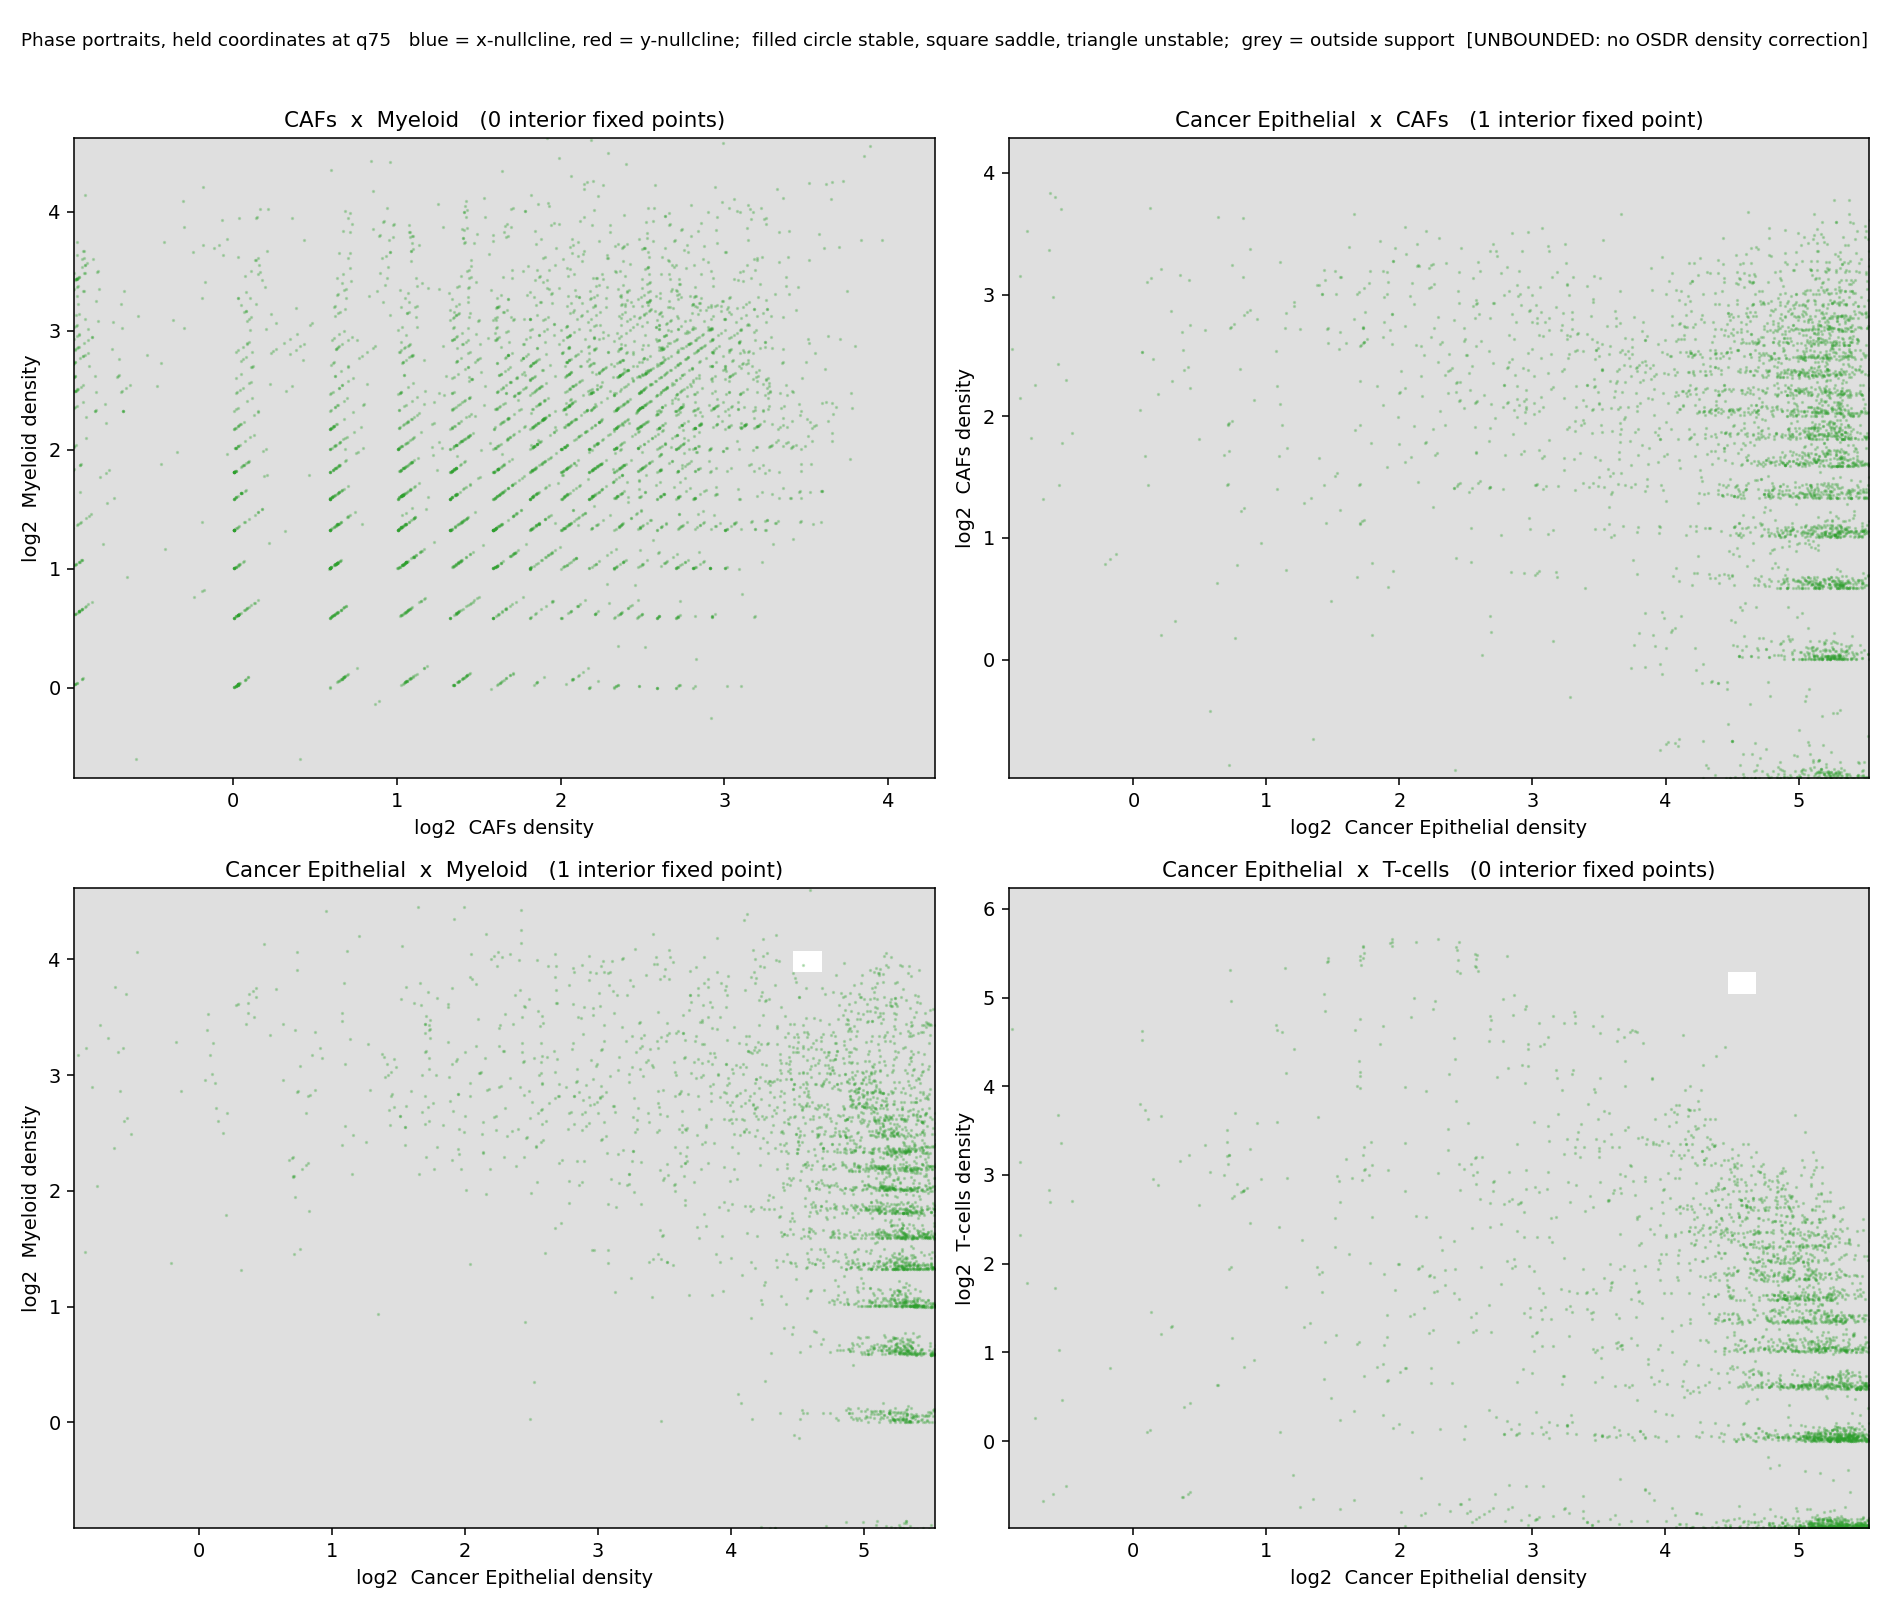 Phase portraits, held coordinates at q75   blue = x-nullcline, red = y-nullcline;  filled circle stable, square saddle, triangle unstable;  grey = outside support  [UNBOUNDED: no OSDR density correction]
CAFs  x  Myeloid   (0 interior fixed points)
log2  Myeloid density
4
3
2
1
0
0 1 2 3 4
log2  CAFs density
Cancer Epithelial  x  CAFs   (1 interior fixed point)
log2  CAFs density
4
3
2
1
0
0 1 2 3 4 5
log2  Cancer Epithelial density
Cancer Epithelial  x  Myeloid   (1 interior fixed point)
log2  Myeloid density
4
3
2
1
0
0 1 2 3 4 5
log2  Cancer Epithelial density
Cancer Epithelial  x  T-cells   (0 interior fixed points)
log2  T-cells density
6
5
4
3
2
1
0
0 1 2 3 4 5
log2  Cancer Epithelial density